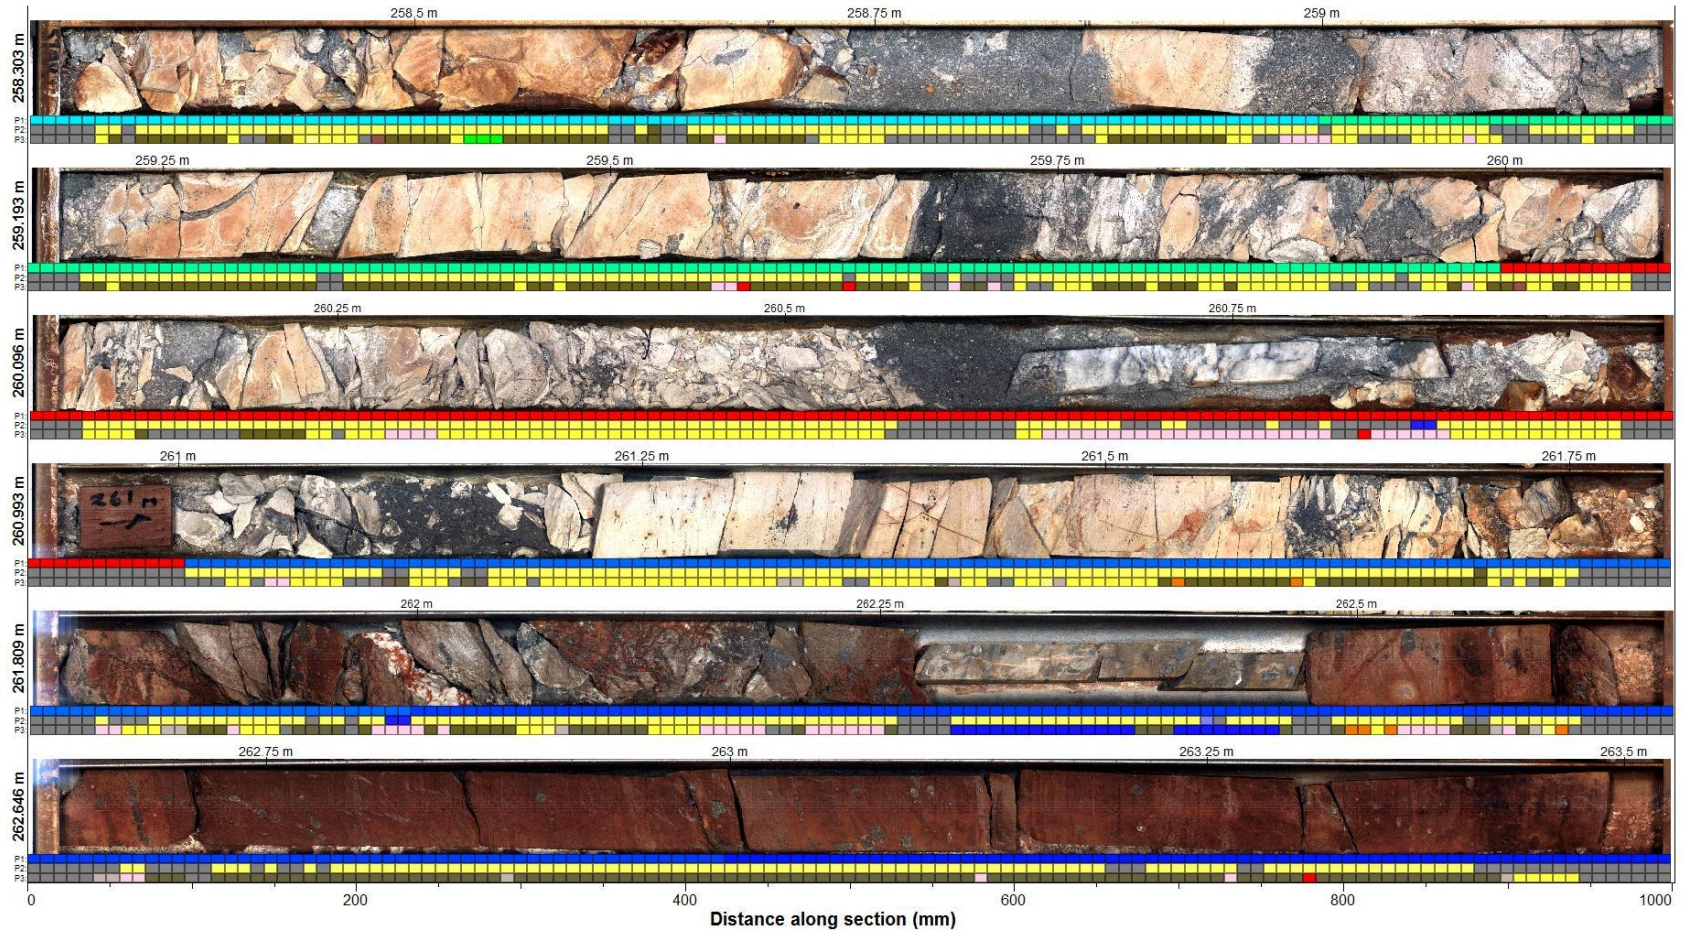 258.5 m 258.75 m 259 m
258.303 m
P1:
P2:
P3:
259.25 m 259.5 m 259.75 m 260 m
259.193 m
P1:
P2:
P3:
260.25 m 260.5 m 260.75 m
260.096 m
P1:
P2:
P3:
261 m 261.25 m 261.5 m 261.75 m
260.993 m
261 M
P1:
P2:
P3:
262 m 262.25 m 262.5 m
261.809 m
P1:
P2:
P3:
262.75 m 263 m 263.25 m 263.5 m
262.646 m
P1:
P2:
P3:
0 200 400 600 800 1000
Distance along section (mm)